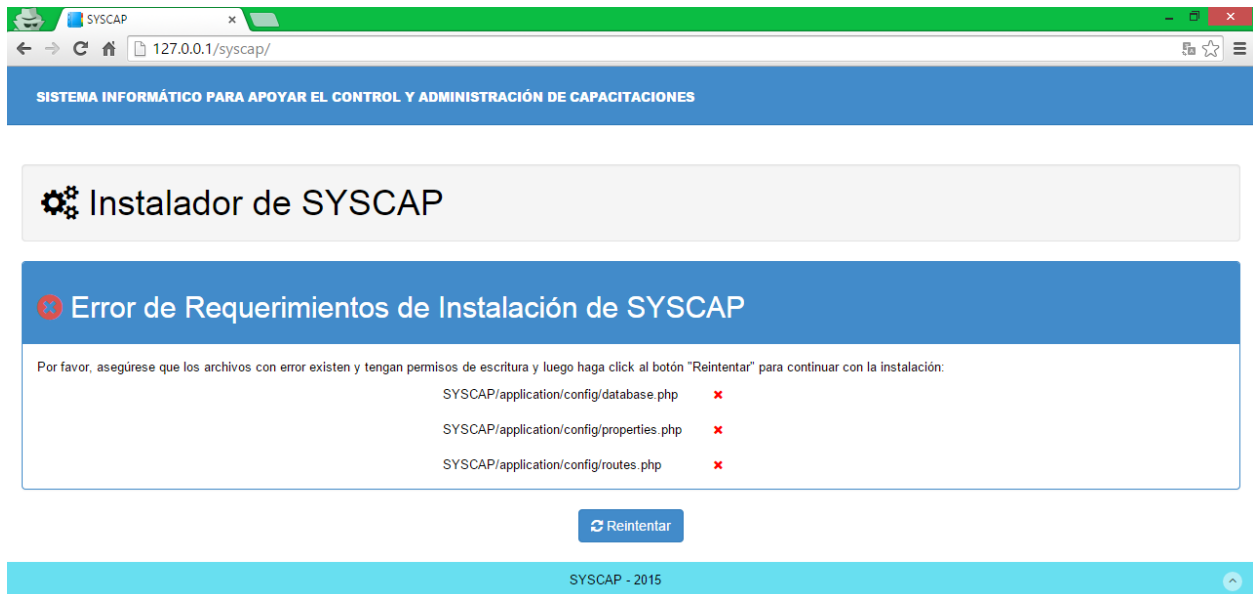 SYSCAP
127.0.0.1/syscap/
SISTEMA INFORMÁTICO PARA APOYAR EL CONTROL Y ADMINISTRACIÓN DE CAPACITACIONES
Instalador de SYSCAP
Error de Requerimientos de Instalación de SYSCAP
Por favor, asegúrese que los archivos con error existen y tengan permisos de escritura y luego haga click al botón "Reintentar" para continuar con la instalación:
SYSCAP/application/config/database.php
SYSCAP/application/config/properties.php
SYSCAP/application/config/routes.php
Reintentar
SYSCAP - 2015